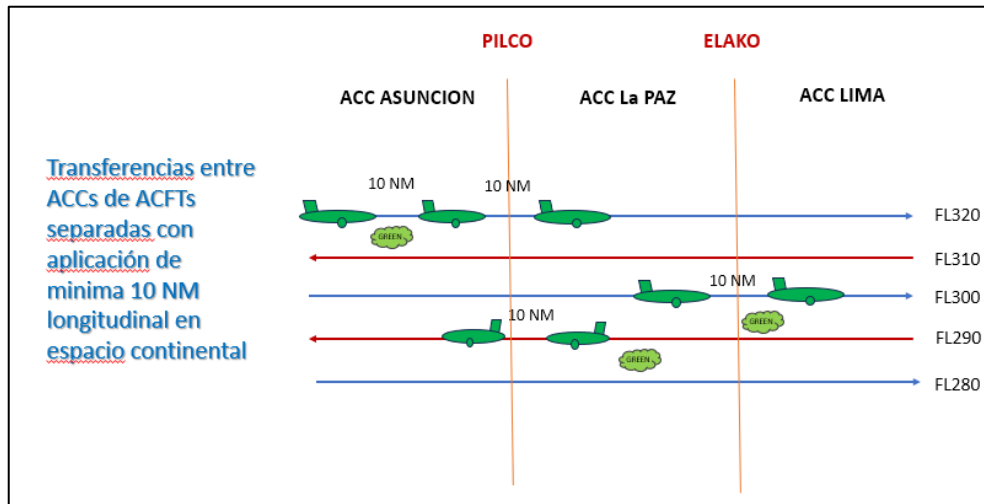 PILCO
ELAKO
ACC ASUNCION
ACC La PAZ
ACC LIMA
Transferencias entre
ACCs de ACFTs
separadas con
aplicación de
minima 10 NM
longitudinal en
espacio continental
10 NM
10 NM
FL320
GREEN
FL310
10 NM
FL300
GREEN
10 NM
FL290
GREEN
FL280